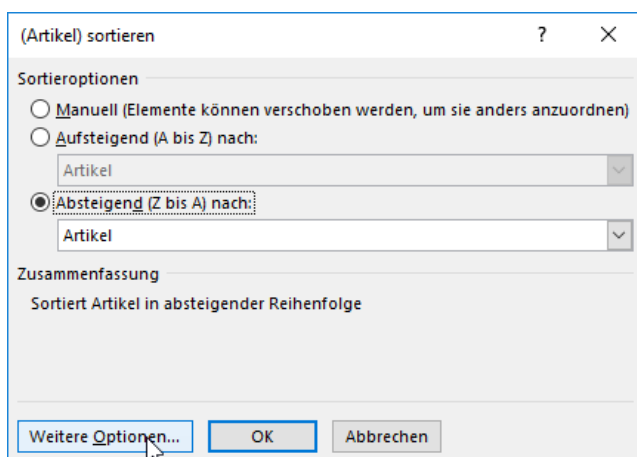 (Artikel) sortieren
Sortieroptionen
Manuell (Elemente können verschoben werden, um sie anders anzuordnen)
Aufsteigend (A bis Z) nach:
Artikel
Absteigend (Z bis A) nach:
Artikel
Zusammenfassung
Sortiert Artikel in absteigender Reihenfolge
Weitere Optionen... OK Abbrechen